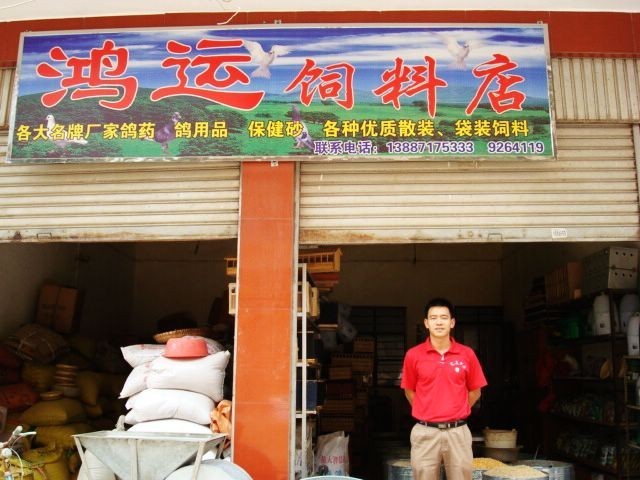 鸿运饲料店
各大名牌厂家鸽药 鸽用品 保健砂 各种优质散装、袋装饲料
联系电话：13887175333 9264119